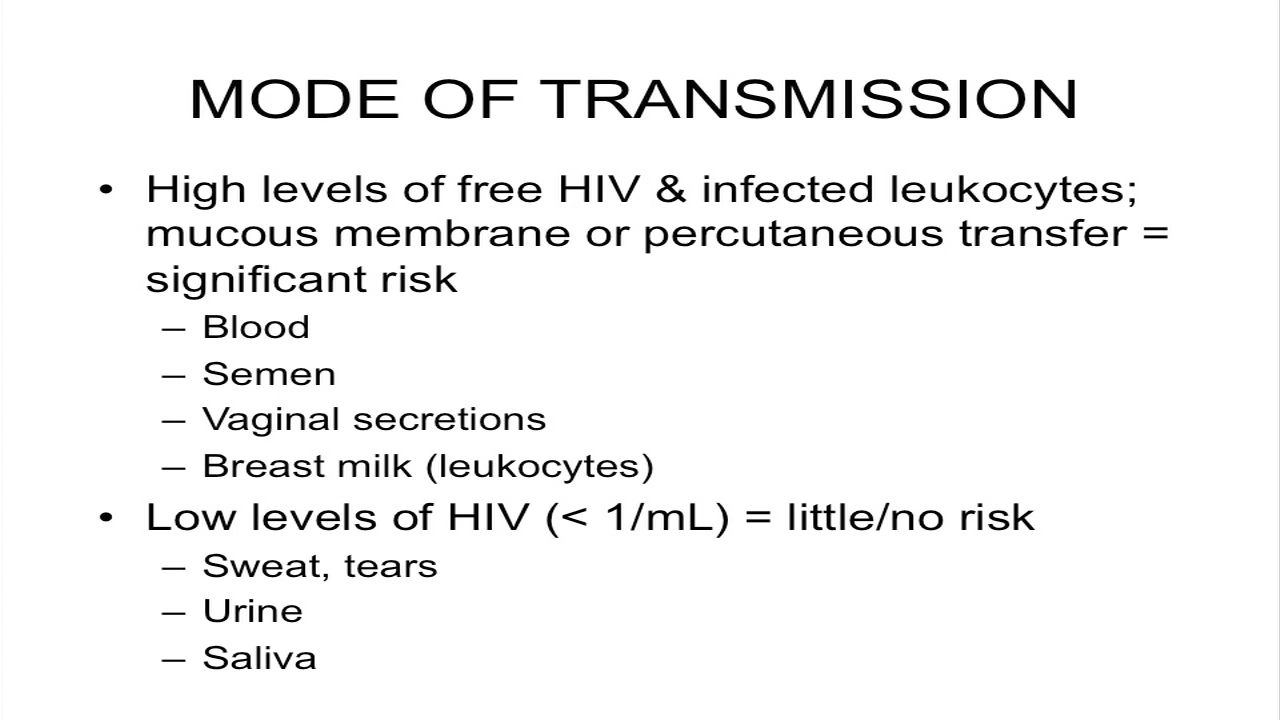 MODE OF TRANSMISSION
• High levels of free HIV & infected leukocytes;
mucous membrane or percutaneous transfer =
significant risk
– Blood
– Semen
– Vaginal secretions
– Breast milk (leukocytes)
• Low levels of HIV (< 1/mL) = little/no risk
– Sweat, tears
– Urine
– Saliva